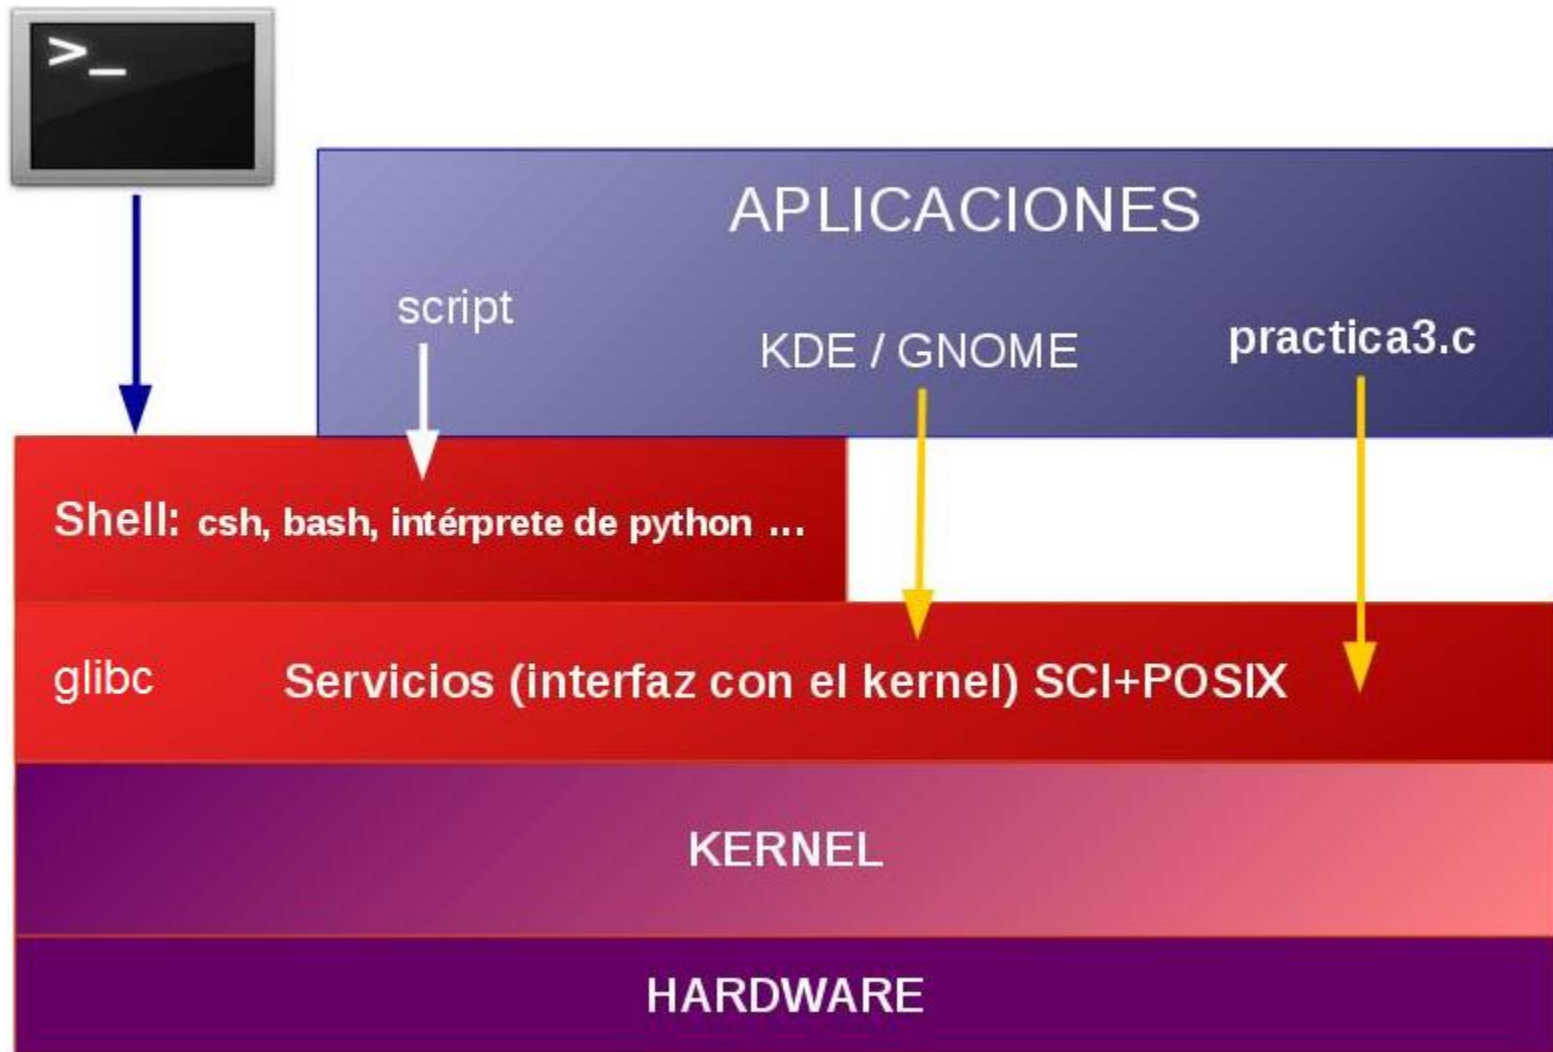 >_
APLICACIONES
script
KDE / GNOME
practica3.c
Shell: csh, bash, intérprete de python ...
glibc
Servicios (interfaz con el kernel) SCI+POSIX
KERNEL
HARDWARE